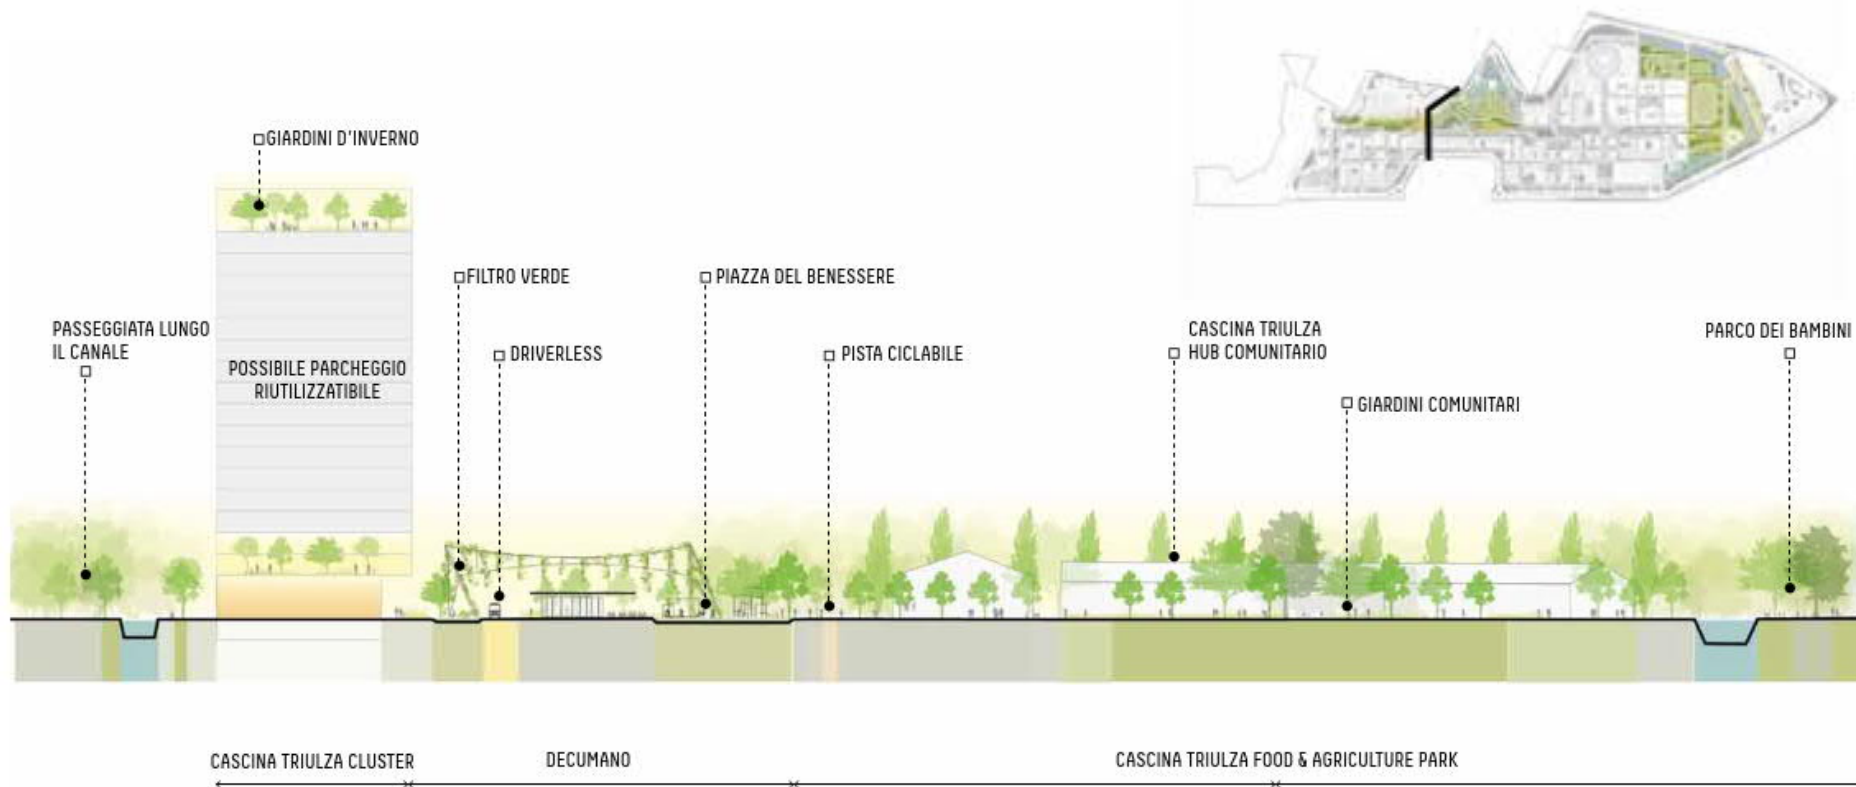 GIARDINI D'INVERNO
FILTRO VERDE
PIAZZA DEL BENESSERE
PASSEGGIATA LUNGO
IL CANALE
POSSIBILE PARCHEGGIO
RIUTILIZZATIBILE
DRIVERLESS
PISTA CICLABILE
CASCINA TRIULZA
HUB COMUNITARIO
PARCO DEI BAMBINI
GIARDINI COMUNITARI
CASCINA TRIULZA CLUSTER
DECUMANO
CASCINA TRIULZA FOOD & AGRICULTURE PARK